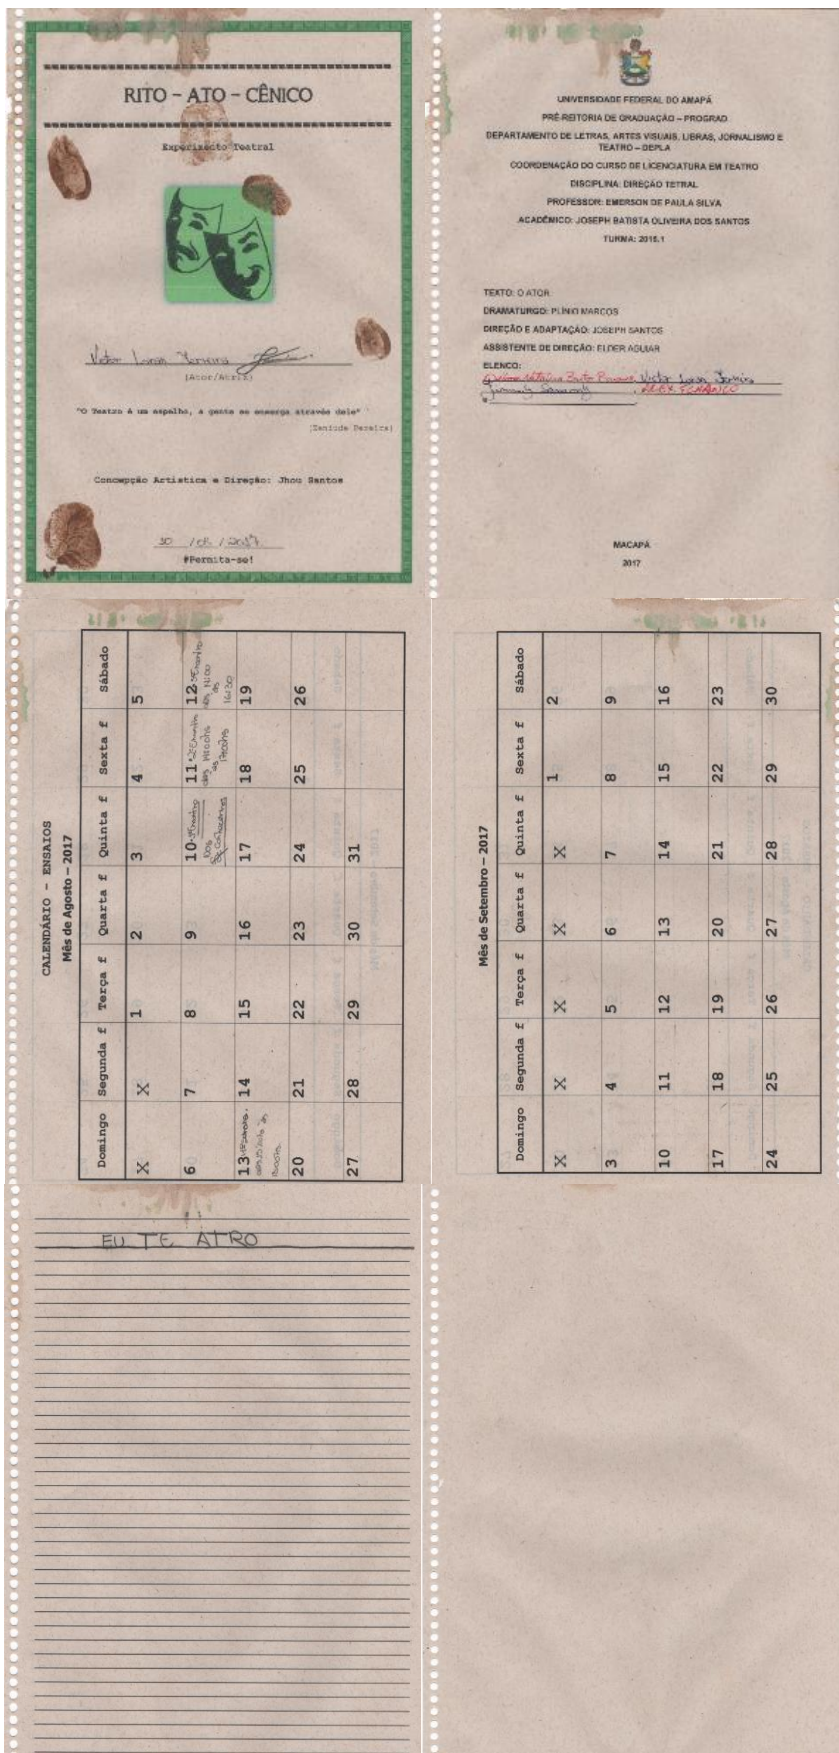 RITO – ATO – CÊNICO
Experimento Teatral
Victor
(Ator/Atriz)
"O Teatro é um espelho, a gente se enxerga através dele"
(Zeniude Pereira)
Concepção Artistica e Direção: Jhou Santos
30 / 08 / 2017
#Permita-se!
UNIVERSIDADE FEDERAL DO AMAPÁ
PRÉ-REITORIA DE GRADUAÇÃO – PROGRAD
DEPARTAMENTO DE LETRAS, ARTES VISUAIS, LIBRAS, JORNALISMO E
TEATRO – DEPLA
COORDENAÇÃO DO CURSO DE LICENCIATURA EM TEATRO
DISCIPLINA: DIREÇÃO TETRAL
PROFESSOR: EMERSON DE PAULA SILVA
ACADÊMICO: JOSEPH BATISTA OLIVEIRA DOS SANTOS
TURMA: 2015.1
TEXTO: O ATOR
DRAMATURGO: PLÍNIO MARCOS
DIREÇÃO E ADAPTAÇÃO: JOSEPH SANTOS
ASSISTENTE DE DIREÇÃO: ELDER AGUIAR
ELENCO:
Victor
ALEX
MACAPÁ
2017
CALENDÁRIO – ENSAIOS
Mês de Agosto – 2017
Domingo Segunda f Terça f Quarta f Quinta f Sexta f Sábado
X X 1 2 3 4 5
6 7 8 9 10 11 12
13 14 15 16 17 18 19
20 21 22 23 24 25 26
27 28 29 30 31
Mês de Setembro – 2017
Domingo Segunda f Terça f Quarta f Quinta f Sexta f Sábado
X X X X X 1 2
3 4 5 6 7 8 9
10 11 12 13 14 15 16
17 18 19 20 21 22 23
24 25 26 27 28 29 30
EU TE ATRO